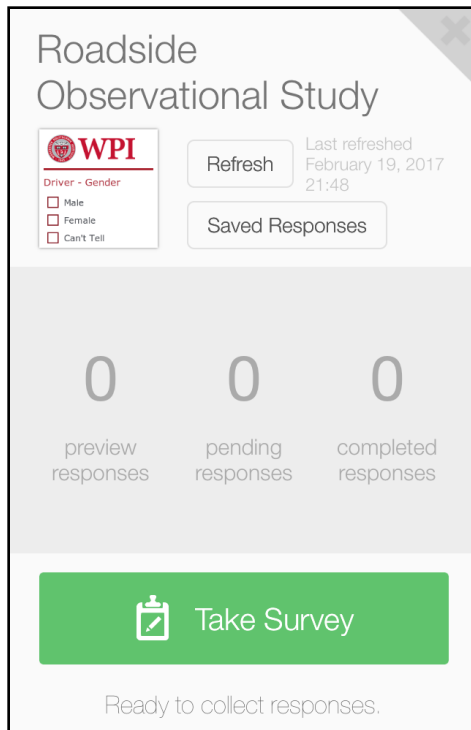 Roadside
Observational Study
WPI
Driver - Gender
Male
Female
Can't Tell
Refresh
Last refreshed
February 19, 2017
21:48
Saved Responses
0
preview
responses
0
pending
responses
0
completed
responses
Take Survey
Ready to collect responses.